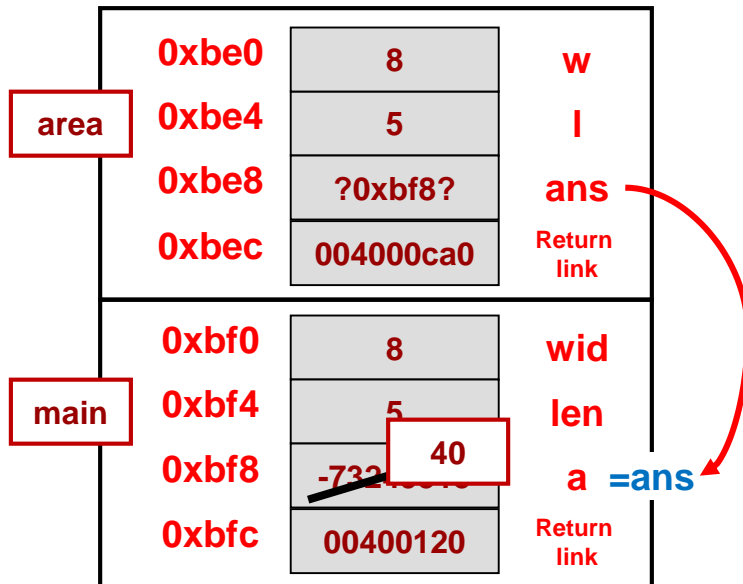 0xbe0 8 w
area 0xbe4 5 l
0xbe8 ?0xbf8? ans
0xbec 004000ca0 Return
link
0xbf0 8 wid
main 0xbf4 5 len
40
0xbf8 a =ans
0xbfc 00400120 Return
link